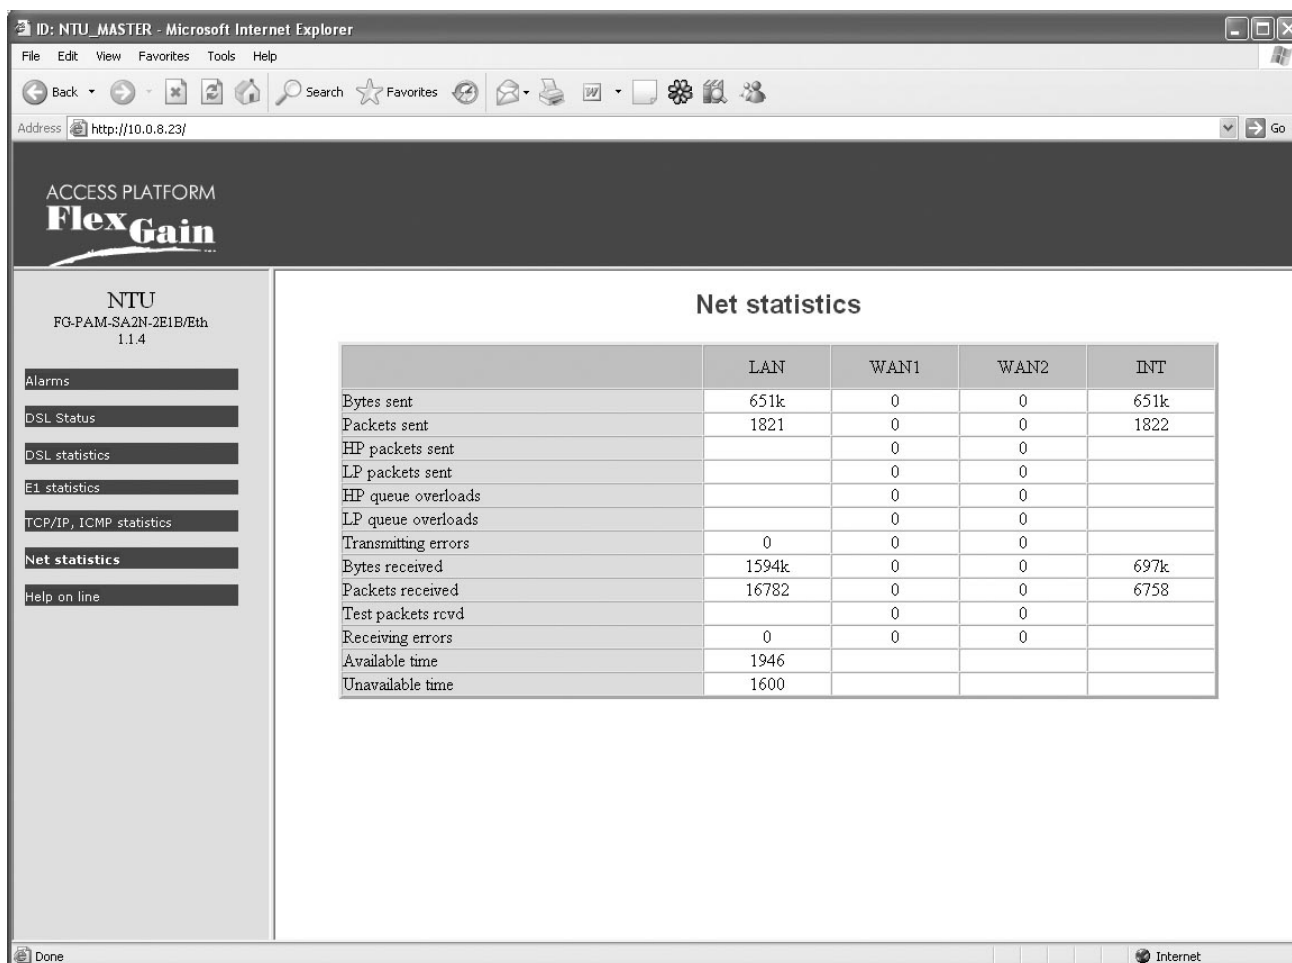 ID: NTU_MASTER - Microsoft Internet Explorer
File Edit View Favorites Tools Help
Back Search Favorites
Address http://10.0.8.23/ Go
ACCESS PLATFORM
FlexGain
NTU
FG-PAM-SA2N-2E1B/Eth
1.1.4
Alarms
DSL Status
DSL statistics
E1 statistics
TCP/IP, ICMP statistics
Net statistics
Help on line
Net statistics
LAN WAN1 WAN2 INT
Bytes sent 651k 0 0 651k
Packets sent 1821 0 0 1822
HP packets sent 0 0
LP packets sent 0 0
HP queue overloads 0 0
LP queue overloads 0 0
Transmitting errors 0 0 0
Bytes received 1594k 0 0 697k
Packets received 16782 0 0 6758
Test packets rcvd 0 0
Receiving errors 0 0 0
Available time 1946
Unavailable time 1600
Done Internet